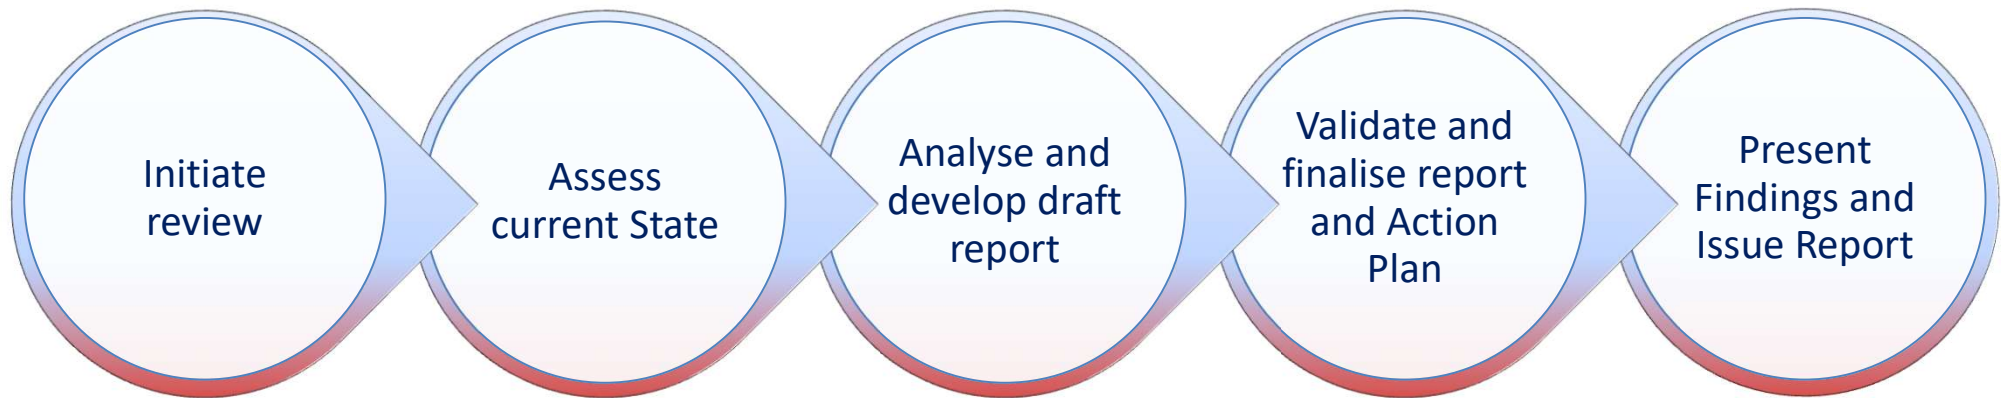 Initiate
review
Assess
current State
Analyse and
develop draft
report
Validate and
finalise report
and Action
Plan
Present
Findings and
Issue Report